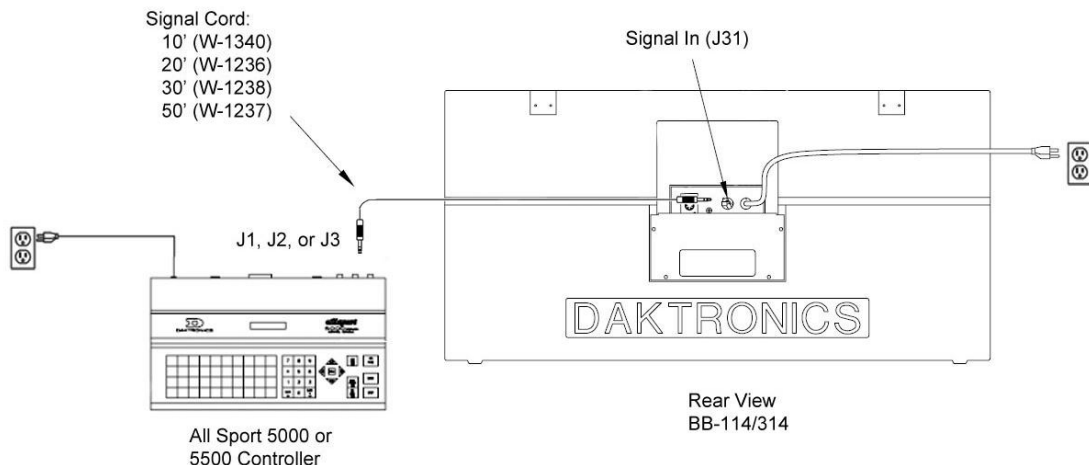 Signal Cord:
10' (W-1340)
20' (W-1236)
30' (W-1238)
50' (W-1237)
Signal In (J31)
J1, J2, or J3
DAKTRONICS
DAKTRONICS
Rear View
BB-114/314
All Sport 5000 or
5500 Controller